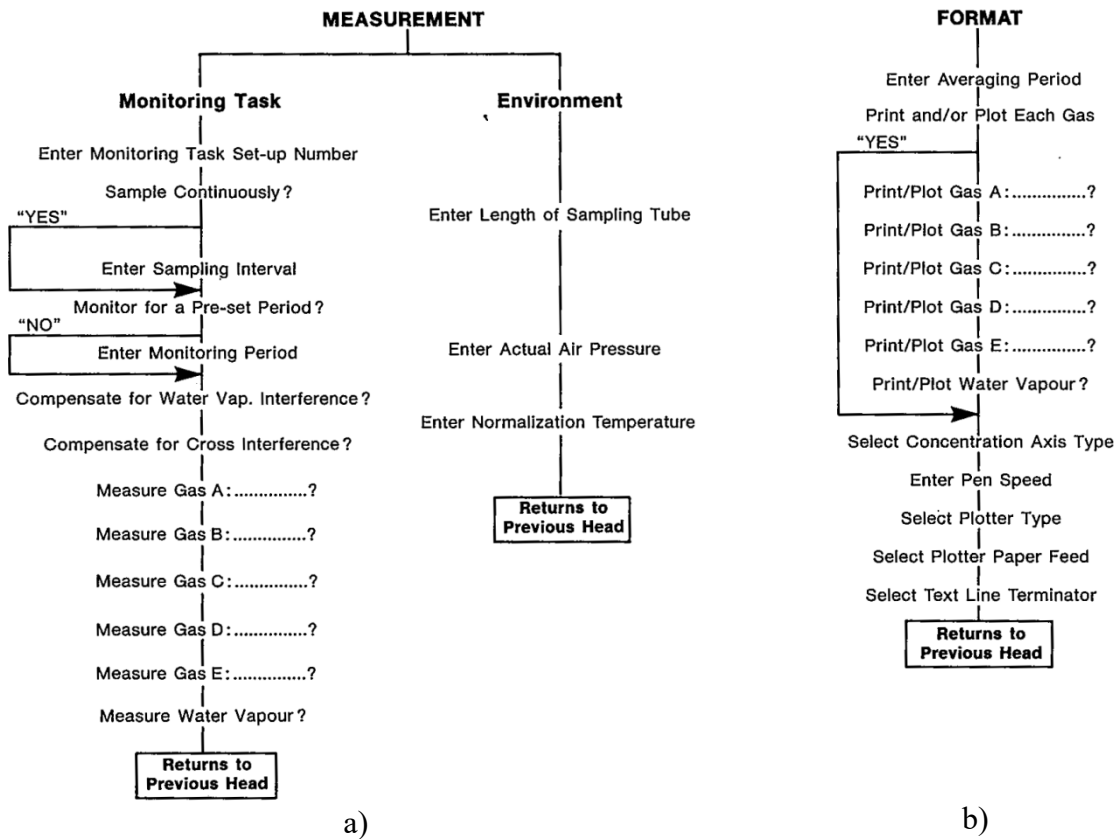 MEASUREMENT
Monitoring Task
Enter Monitoring Task Set-up Number
Sample Continuously?
"YES"
Enter Sampling Interval
Monitor for a Pre-set Period?
"NO"
Enter Monitoring Period
Compensate for Water Vap. Interference?
Compensate for Cross Interference?
Measure Gas A:...............?
Measure Gas B:...............?
Measure Gas C:...............?
Measure Gas D:...............?
Measure Gas E:...............?
Measure Water Vapour?
Returns to
Previous Head
Environment
Enter Length of Sampling Tube
Enter Actual Air Pressure
Enter Normalization Temperature
Returns to
Previous Head
a)
FORMAT
Enter Averaging Period
Print and/or Plot Each Gas
"YES"
Print/Plot Gas A:..............?
Print/Plot Gas B:..............?
Print/Plot Gas C:..............?
Print/Plot Gas D:..............?
Print/Plot Gas E:..............?
Print/Plot Water Vapour?
Select Concentration Axis Type
Enter Pen Speed
Select Plotter Type
Select Plotter Paper Feed
Select Text Line Terminator
Returns to
Previous Head
b)